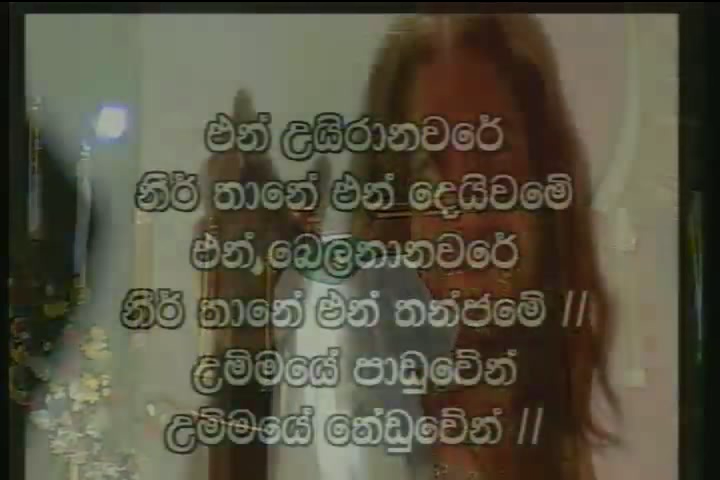 එන් උයිරානවරේ
නීර් තානේ එන් දෙයිවමේ
එන් බෙලනානවරේ
නීර් තානේ එන් තන්ජමේ //
උම්මයේ පාඩුවේන්
උම්මයේ තේඩුවේන් //